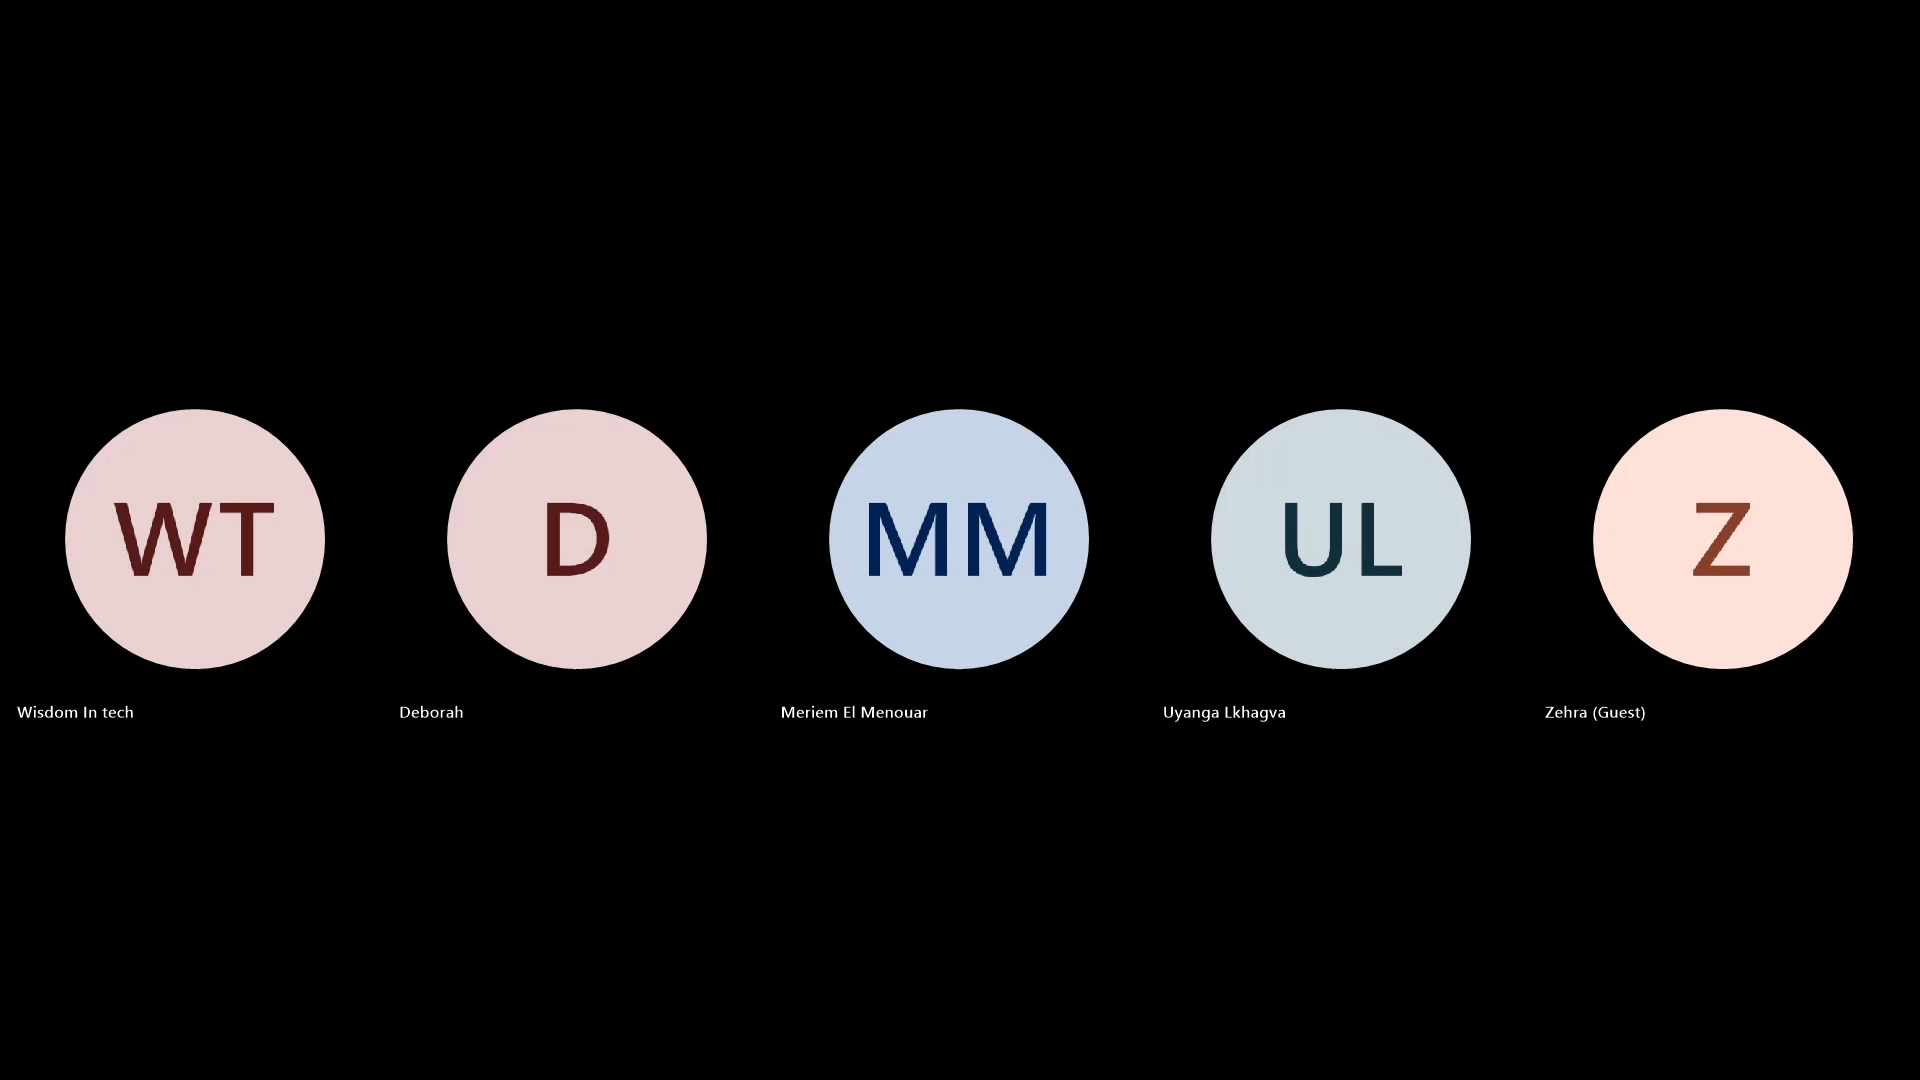 WT
D
MM
UL
Z
Wisdom In tech
Deborah
Meriem El Menouar
Uyanga Lkhagva
Zehra (Guest)